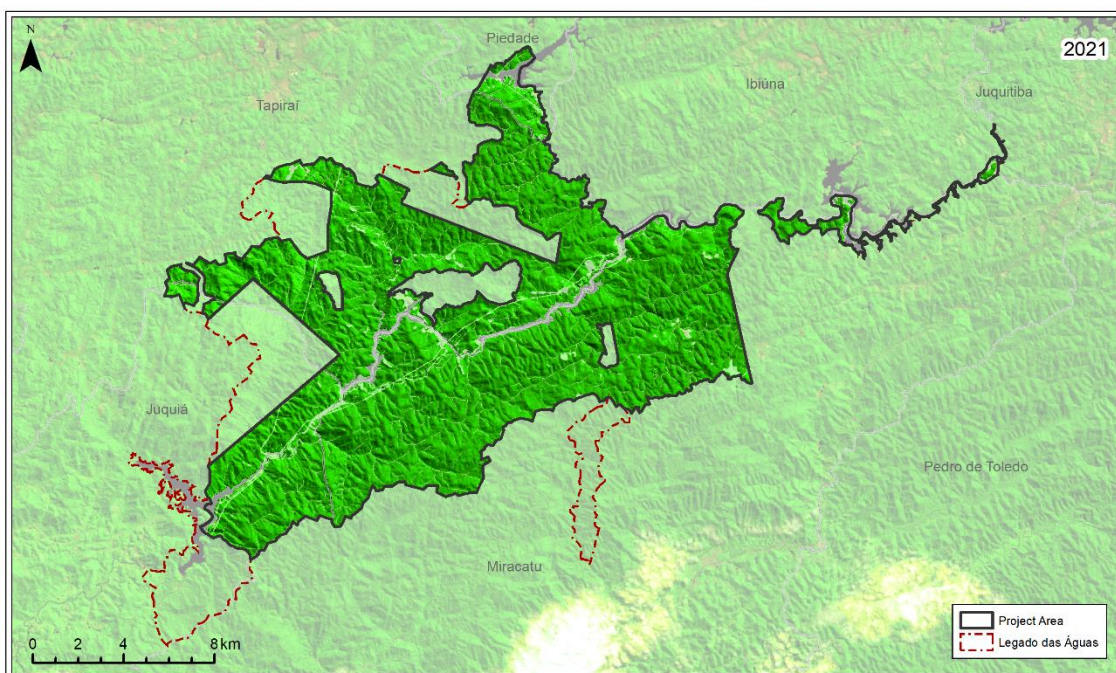 N
2021
Piedade
Tapiraí
Ibiúna
Juquitiba
Juquiá
Pedro de Toledo
Miracatu
0 2 4 8 km
Project Area
Legado das Águas